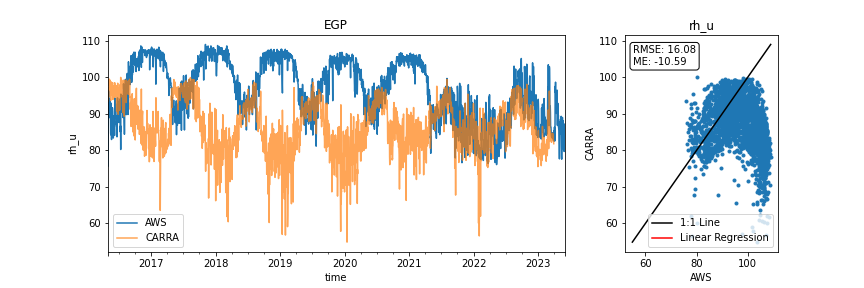 EGP
rh_u
110
100
90
80
70
60
rh_u
AWS
CARRA
2017
2018
2019
2020
2021
2022
2023
time
rh_u
RMSE: 16.08
ME: -10.59
110
100
90
80
70
60
CARRA
1:1 Line
Linear Regression
60
80
100
AWS